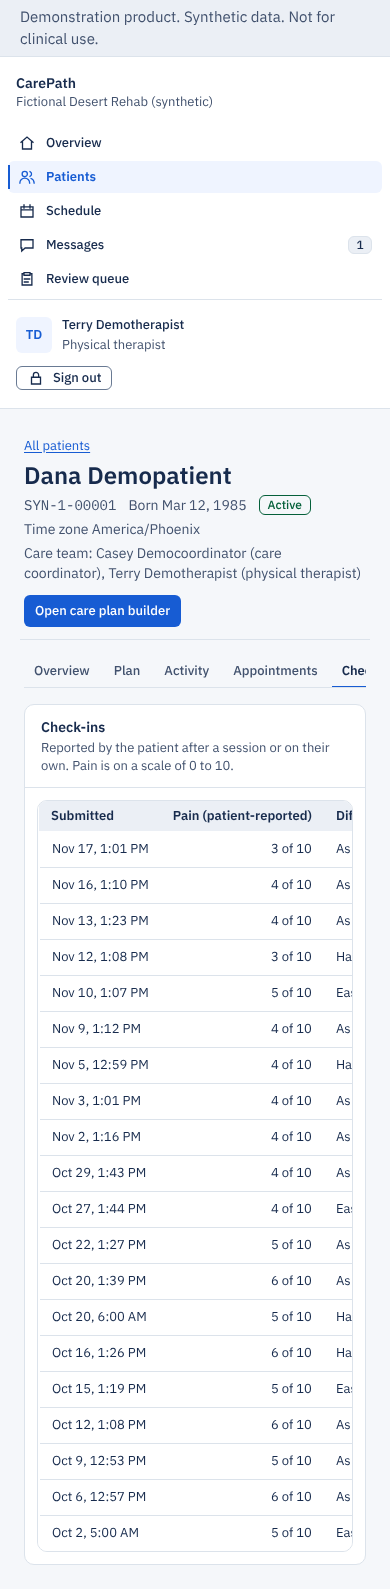 Demonstration product. Synthetic data. Not for
clinical use.
CarePath
Fictional Desert Rehab (synthetic)
Overview
Patients
Schedule
Messages 1
Review queue
TD
Terry Demotherapist
Physical therapist
Sign out
All patients
Dana Demopatient
SYN-1-00001 Born Mar 12, 1985 Active
Time zone America/Phoenix
Care team: Casey Democoordinator (care
coordinator), Terry Demotherapist (physical therapist)
Open care plan builder
Overview Plan Activity Appointments
Check-ins
Reported by the patient after a session or on their
own. Pain is on a scale of 0 to 10.
Submitted Pain (patient-reported)
Nov 17, 1:01 PM 3 of 10 As
Nov 16, 1:10 PM 4 of 10 As
Nov 13, 1:23 PM 4 of 10 As
Nov 12, 1:08 PM 3 of 10
Nov 10, 1:07 PM 5 of 10
Nov 9, 1:12 PM 4 of 10 As
Nov 5, 12:59 PM 4 of 10
Nov 3, 1:01 PM 4 of 10 As
Nov 2, 1:16 PM 4 of 10 As
Oct 29, 1:43 PM 4 of 10 As
Oct 27, 1:44 PM 4 of 10
Oct 22, 1:27 PM 5 of 10 As
Oct 20, 1:39 PM 6 of 10 As
Oct 20, 6:00 AM 5 of 10
Oct 16, 1:26 PM 6 of 10
Oct 15, 1:19 PM 5 of 10
Oct 12, 1:08 PM 6 of 10 As
Oct 9, 12:53 PM 5 of 10 As
Oct 6, 12:57 PM 6 of 10 As
Oct 2, 5:00 AM 5 of 10